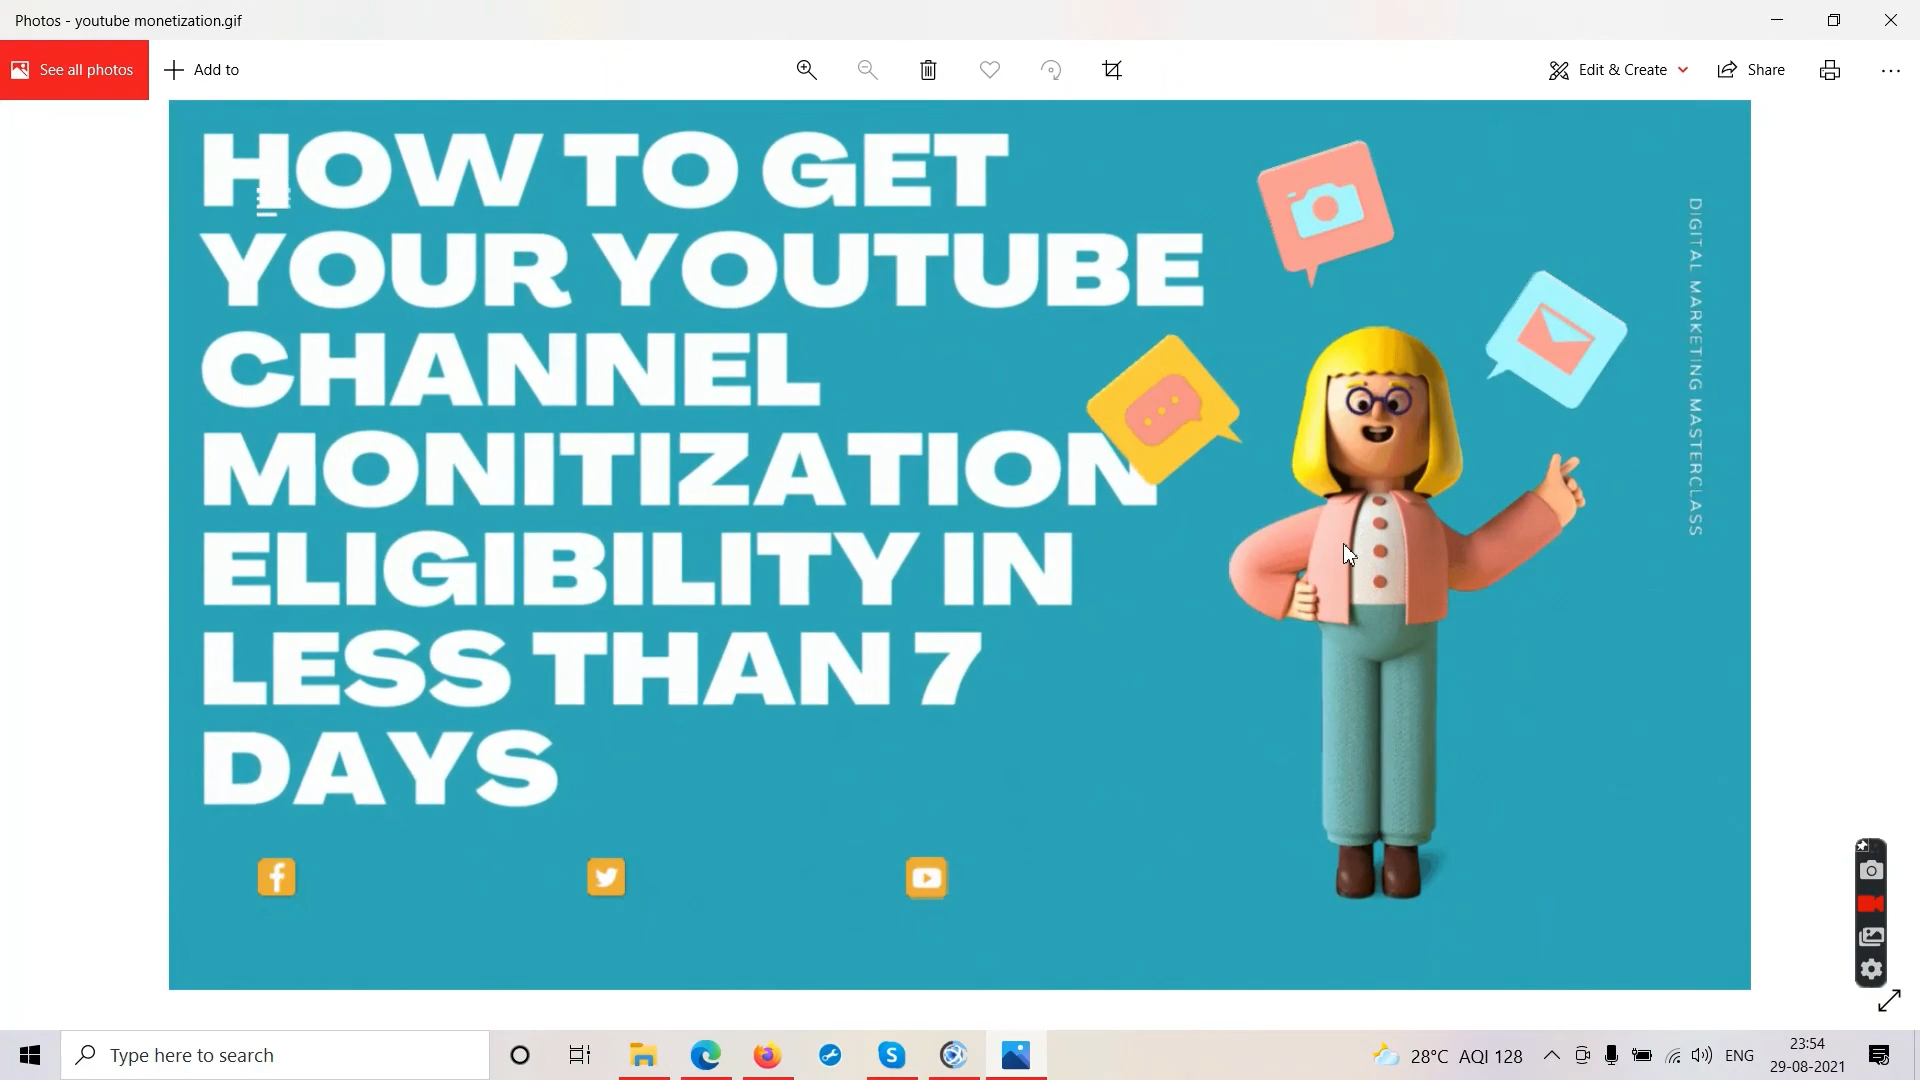 Photos - youtube monetization.gif
See all photos
Add to
Edit & Create
Share
HOW TO GET
YOUR YOUTUBE
CHANNEL
MONITIZATION
ELIGIBILITY IN
LESS THAN 7
DAYS
DIGITAL MARKETING MASTERCLASS
Type here to search
28°C AQI 128
ENG
23:54
29-08-2021